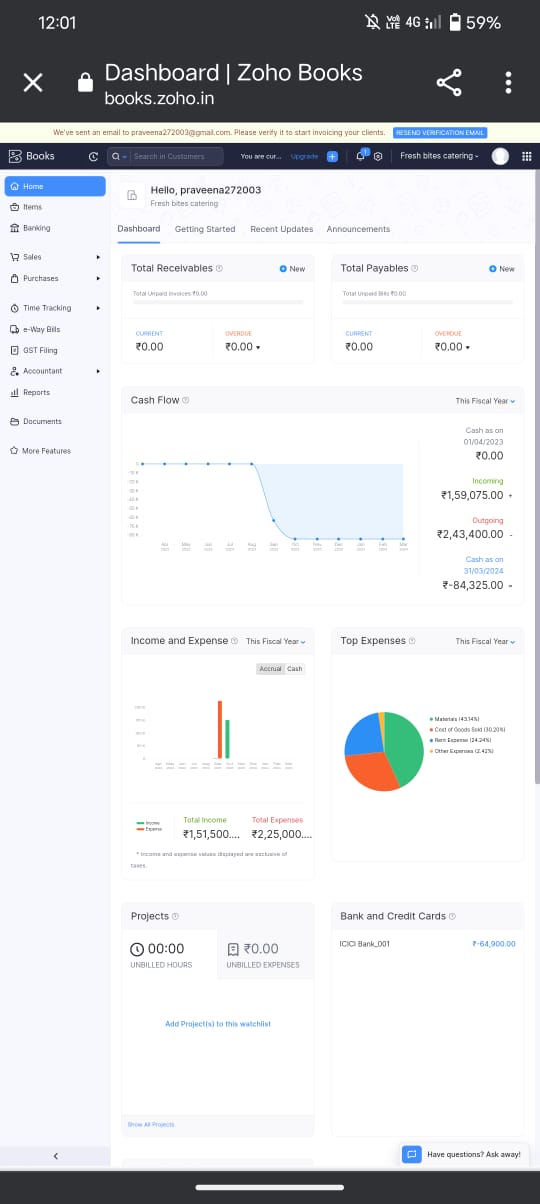 12:01
Vo) LTE 4G 59%
Dashboard | Zoho Books
books.zoho.in
We've sent an email to praveena272003@gmail.com. Please verify it to start invoicing your clients. RESEND VERIFICATION EMAIL
Books
Search in Customers
You are cur... Upgrade
1
Fresh bites catering
Home
Items
Banking
Sales
Purchases
Time Tracking
e-Way Bills
GST Filing
Accountant
Reports
Documents
More Features
Hello, praveena272003
Fresh bites catering
Dashboard Getting Started Recent Updates Announcements
Total Receivables New
Total Unpaid Invoices ₹0.00
CURRENT OVERDUE
₹0.00 ₹0.00
Total Payables New
Total Unpaid Bills ₹0.00
CURRENT OVERDUE
₹0.00 ₹0.00
Cash Flow This Fiscal Year
Cash as on
01/04/2023
₹0.00
Incoming
₹1,59,075.00 +
Outgoing
₹2,43,400.00 -
Cash as on
31/03/2024
₹-84,325.00 =
Income and Expense This Fiscal Year
Accrual Cash
Income
Expense
Total Income Total Expenses
₹1,51,500.... ₹2,25,000....
* Income and expense values displayed are exclusive of
taxes.
Top Expenses This Fiscal Year
Materials (43.14%)
Cost of Goods Sold (30.20%)
Rent Expense (24.24%)
Other Expenses (2.42%)
Projects
00:00
UNBILLED HOURS
₹0.00
UNBILLED EXPENSES
Add Project(s) to this watchlist
Show All Projects
Bank and Credit Cards
ICICI Bank_001 ₹-64,900.00
Have questions? Ask away!